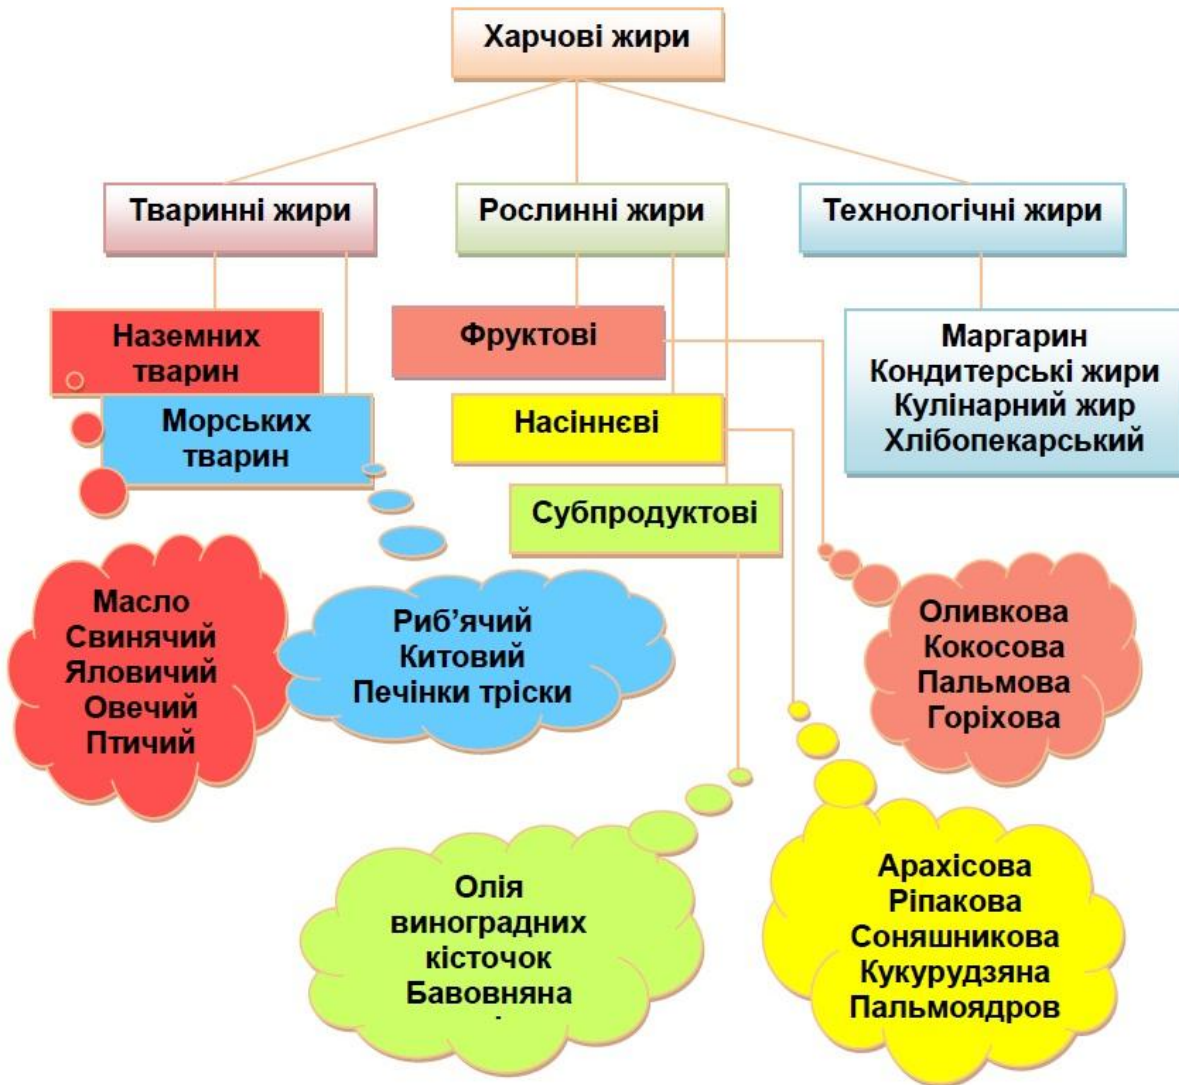 Харчові жири
Тваринні жири
Рослинні жири
Технологічні жири
Наземних
тварин
Морських
тварин
Фруктові
Насіннєві
Субпродуктові
Маргарин
Кондитерські жири
Кулінарний жир
Хлібопекарський
Масло
Свинячий
Яловичий
Овечий
Птичий
Риб’ячий
Китовий
Печінки тріски
Оливкова
Кокосова
Пальмова
Горіхова
Олія
виноградних
кісточок
Бавовняна
Арахісова
Ріпакова
Соняшникова
Кукурудзяна
Пальмоядров